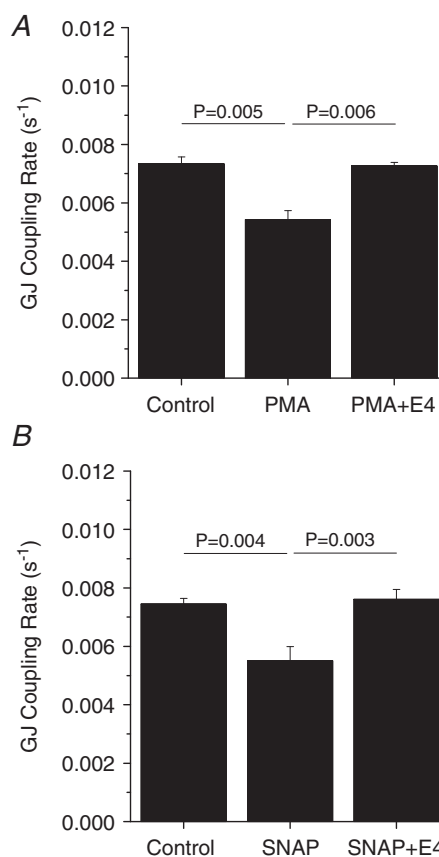 A
GJ Coupling Rate (s-1)
0.012
0.010
0.008
0.006
0.004
0.002
0.000
P=0.005 P=0.006
Control PMA PMA+E4
B
GJ Coupling Rate (s-1)
0.012
0.010
0.008
0.006
0.004
0.002
0.000
P=0.004 P=0.003
Control SNAP SNAP+E4